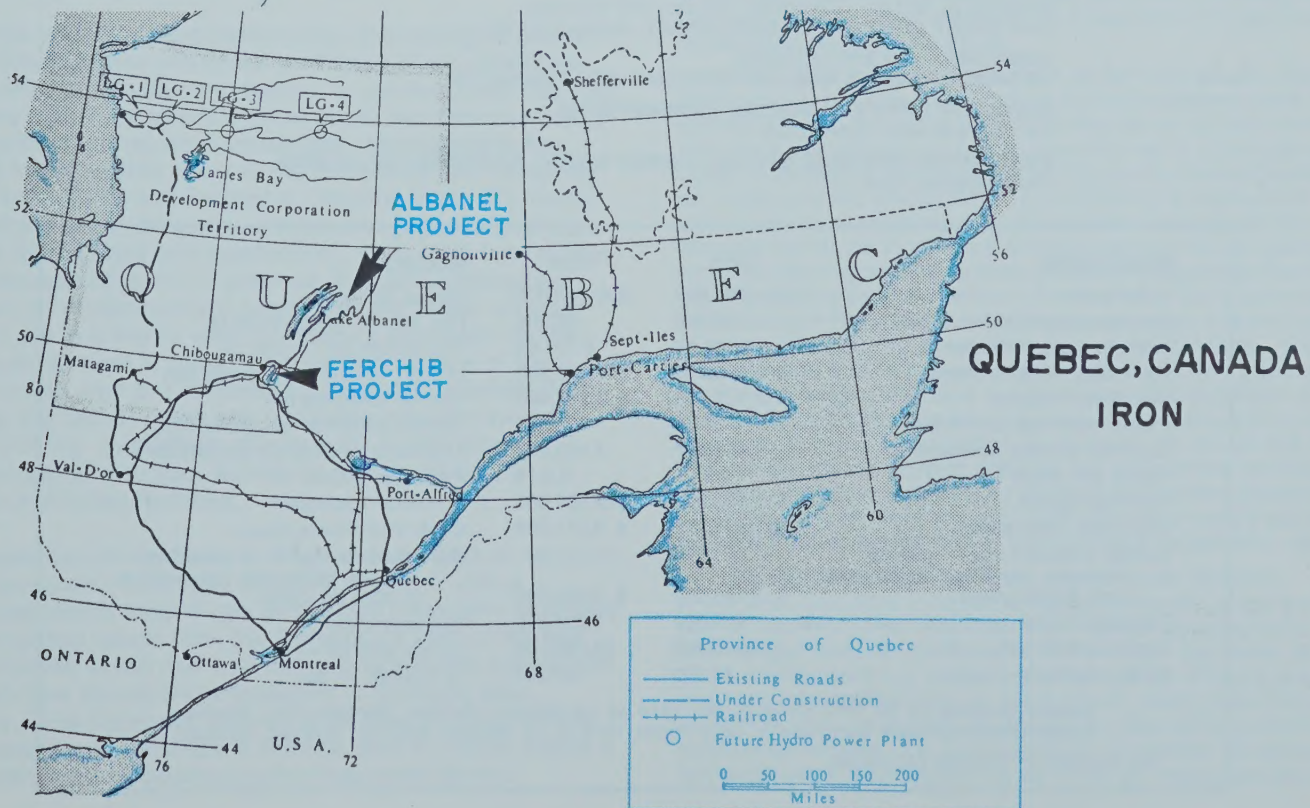 54
LG-1
LG-2
LG-3
LG-4
Shefferville
54
James Bay
Development Corporation
Territory
ALBANEL
PROJECT
52
52
Gagnonville
56
QUEBEC
Lake Albanel
50
Chibougamau
Sept-Iles
50
Matagami
FERCHIB
PROJECT
Port-Cartier
80
QUEBEC, CANADA
IRON
48
Val-D'or
Port-Alfred
48
60
64
Quebec
46
46
ONTARIO
Ottawa
Montreal
68
44
44
U.S A.
76
72
Province of Quebec
Existing Roads
Under Construction
Railroad
Future Hydro Power Plant
0 50 100 150 200
Miles